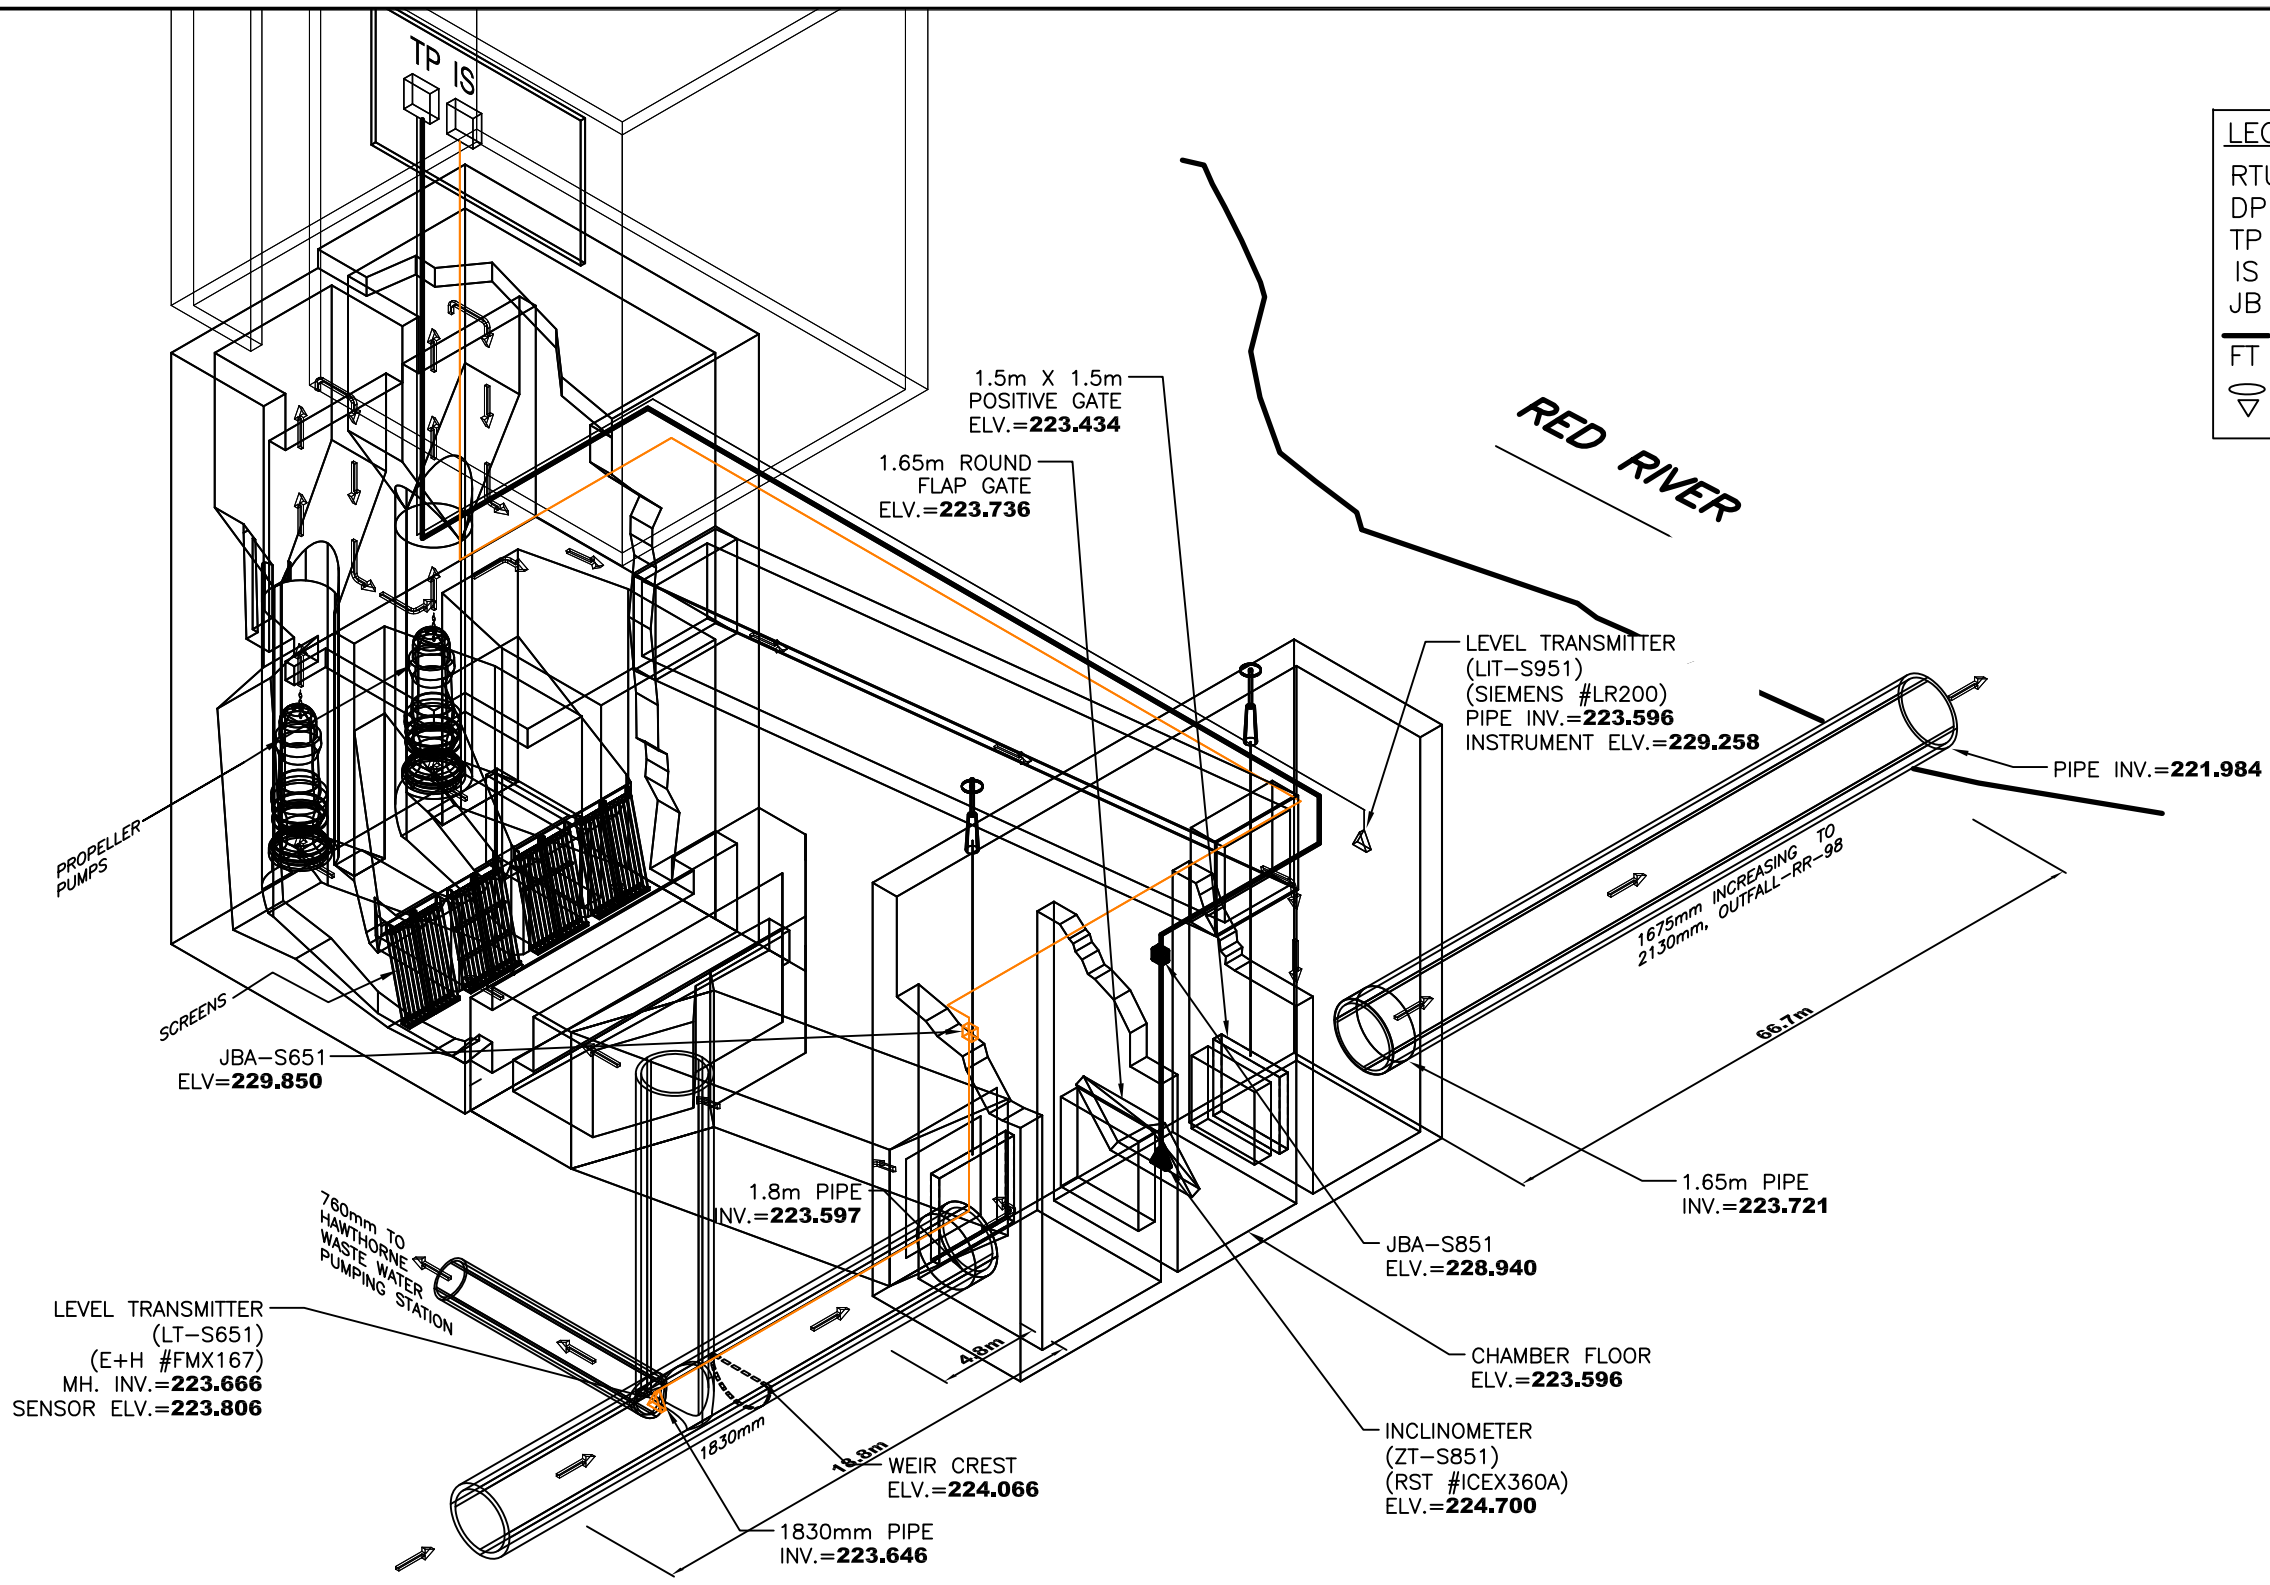 TP IS
LEG
RTU
DP
TP
IS
JB
FT
1.5m X 1.5m
POSITIVE GATE
ELV.=223.434
1.65m ROUND
FLAP GATE
ELV.=223.736
RED RIVER
LEVEL TRANSMITTER
(LIT-S951)
(SIEMENS #LR200)
PIPE INV.=223.596
INSTRUMENT ELV.=229.258
PIPE INV.=221.984
PROPELLER
PUMPS
1675mm INCREASING TO
2130mm, OUTFALL-RR-98
66.7m
SCREENS
JBA-S651
ELV=229.850
1.8m PIPE
INV.=223.597
1.65m PIPE
INV.=223.721
760mm TO
HAWTHORNE
WASTE WATER
PUMPING STATION
JBA-S851
ELV.=228.940
LEVEL TRANSMITTER
(LT-S651)
(E+H #FMX167)
MH. INV.=223.666
SENSOR ELV.=223.806
4.8m
CHAMBER FLOOR
ELV.=223.596
1830mm
18.8m
WEIR CREST
ELV.=224.066
INCLINOMETER
(ZT-S851)
(RST #ICEX360A)
ELV.=224.700
1830mm PIPE
INV.=223.646